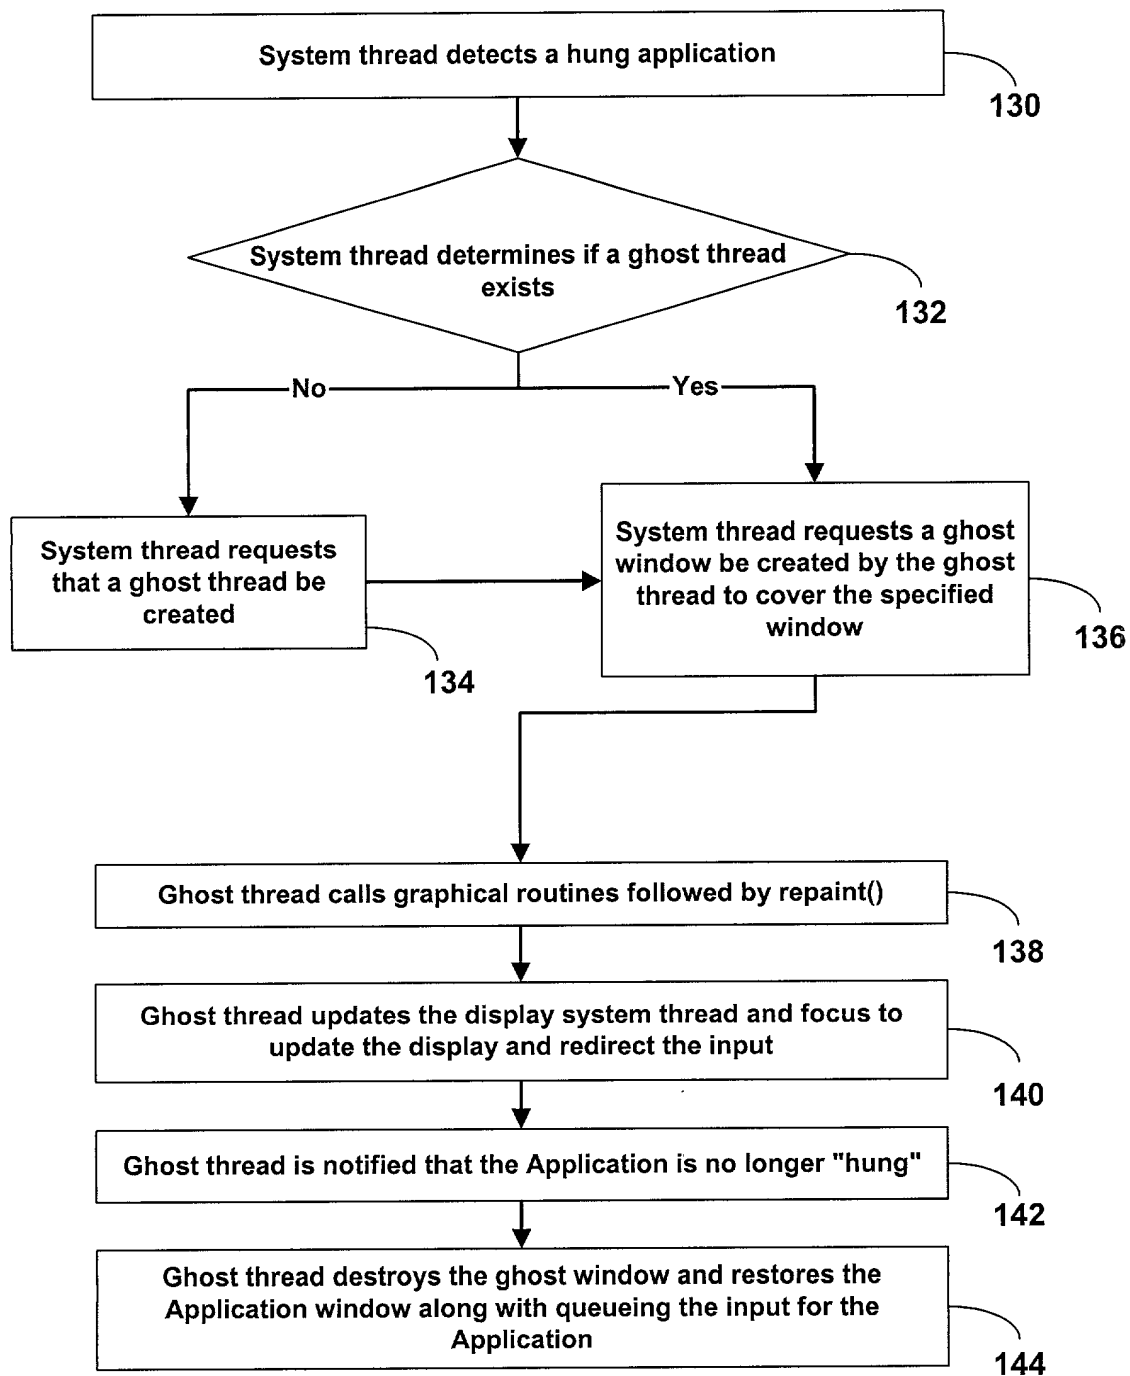 System thread detects a hung application
130
System thread determines if a ghost thread
exists
132
No
Yes
System thread requests
that a ghost thread be
created
134
System thread requests a ghost
window be created by the ghost
thread to cover the specified
window
136
Ghost thread calls graphical routines followed by repaint()
138
Ghost thread updates the display system thread and focus to
update the display and redirect the input
140
Ghost thread is notified that the Application is no longer "hung"
142
Ghost thread destroys the ghost window and restores the
Application window along with queueing the input for the
Application
144